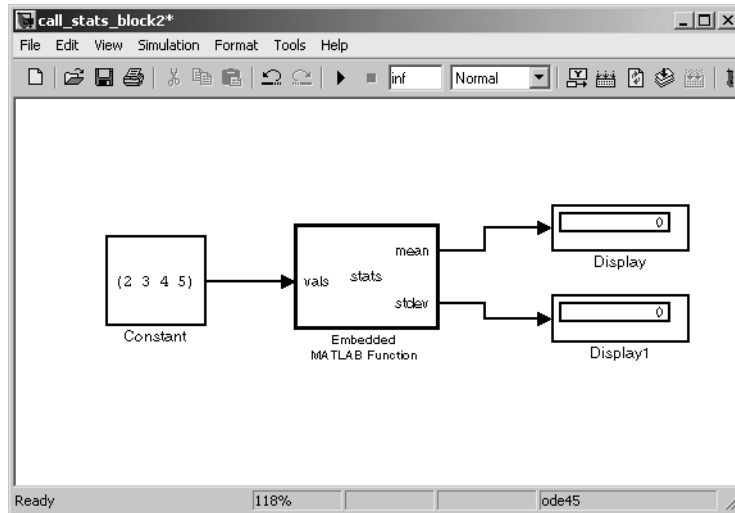 call_stats_block2*
File Edit View Simulation Format Tools Help
inf Normal
(2 3 4 5)
Constant
vals stats mean stdev
Embedded
MATLAB Function
0
Display
0
Display1
Ready 118% ode45